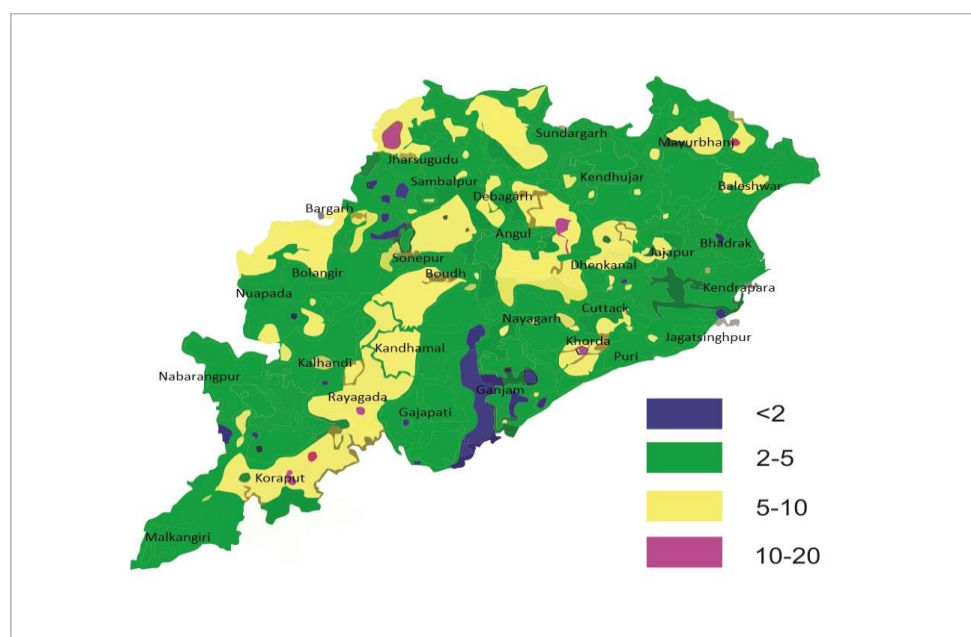 Sundargarh
Mayurbhanj
Jharsugudu
Kendhujar
Sambalpur
Baleshwar
Debagarh
Bargarh
Angul
Bhadrak
Jajapur
Sonepur
Dhenkanal
Bolangir
Boudh
Kendrapara
Nuapada
Cuttack
Nayagarh
Jagatsinghpur
Khorda
Kandhamal
Puri
Kalhandi
Nabarangpur
Ganjam
Rayagada
Gajapati
Koraput
Malkangiri
<2
2-5
5-10
10-20